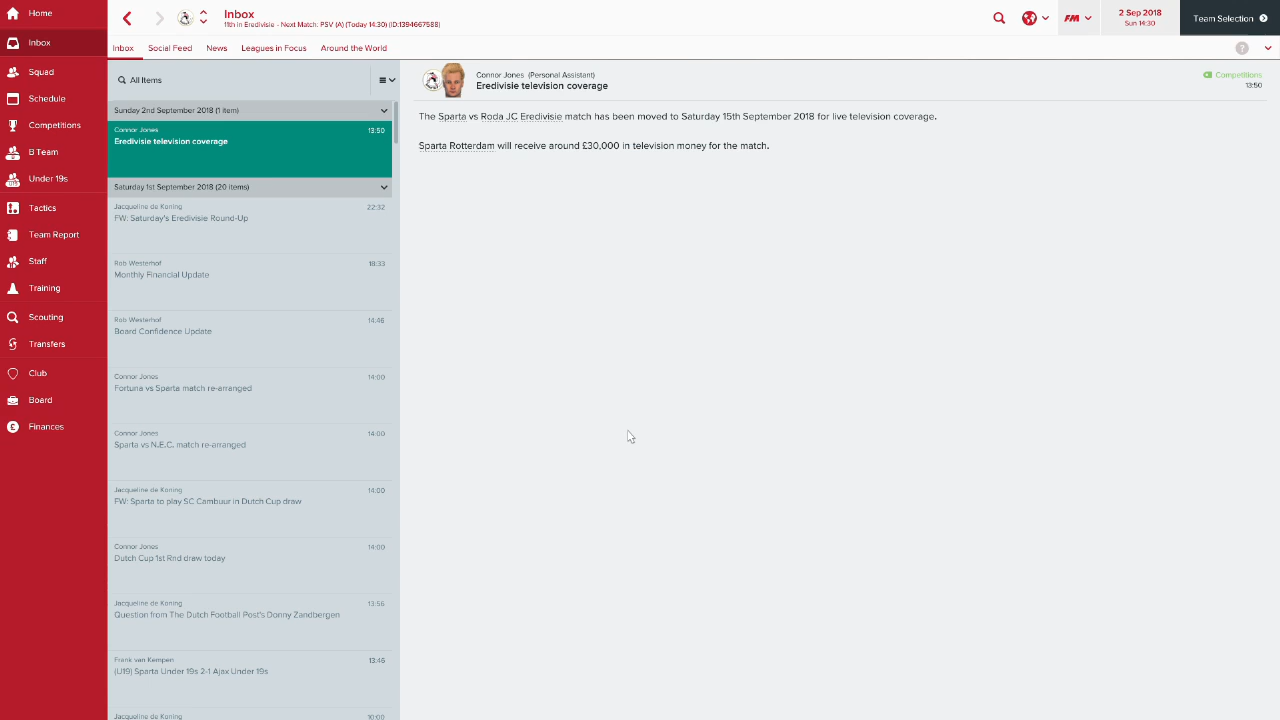 Home
Inbox
Squad
Schedule
Competitions
B Team
Under 19s
Tactics
Team Report
Staff
Training
Scouting
Transfers
Club
Board
Finances
Inbox
11th in Eredivisie - Next Match: PSV (A) (Today 14:30) (ID:1394667588)
FM
2 Sep 2018
Sun 14:30
Team Selection
Inbox
Social Feed
News
Leagues in Focus
Around the World
?
All Items
Sunday 2nd September 2018 (1 item)
Connor Jones 13:50
Eredivisie television coverage
Saturday 1st September 2018 (20 items)
Jacqueline de Koning 22:32
FW: Saturday's Eredivisie Round-Up
Rob Westerhof 18:33
Monthly Financial Update
Rob Westerhof 14:46
Board Confidence Update
Connor Jones 14:00
Fortuna vs Sparta match re-arranged
Connor Jones 14:00
Sparta vs N.E.C. match re-arranged
Jacqueline de Koning 14:00
FW: Sparta to play SC Cambuur in Dutch Cup draw
Connor Jones 14:00
Dutch Cup 1st Rnd draw today
Jacqueline de Koning 13:56
Question from The Dutch Football Post's Donny Zandbergen
Frank van Kempen 13:46
(U19) Sparta Under 19s 2-1 Ajax Under 19s
Jacqueline de Koning 10:00
Connor Jones (Personal Assistant)
Eredivisie television coverage
Competitions
13:50
The Sparta vs Roda JC Eredivisie match has been moved to Saturday 15th September 2018 for live television coverage.
Sparta Rotterdam will receive around £30,000 in television money for the match.